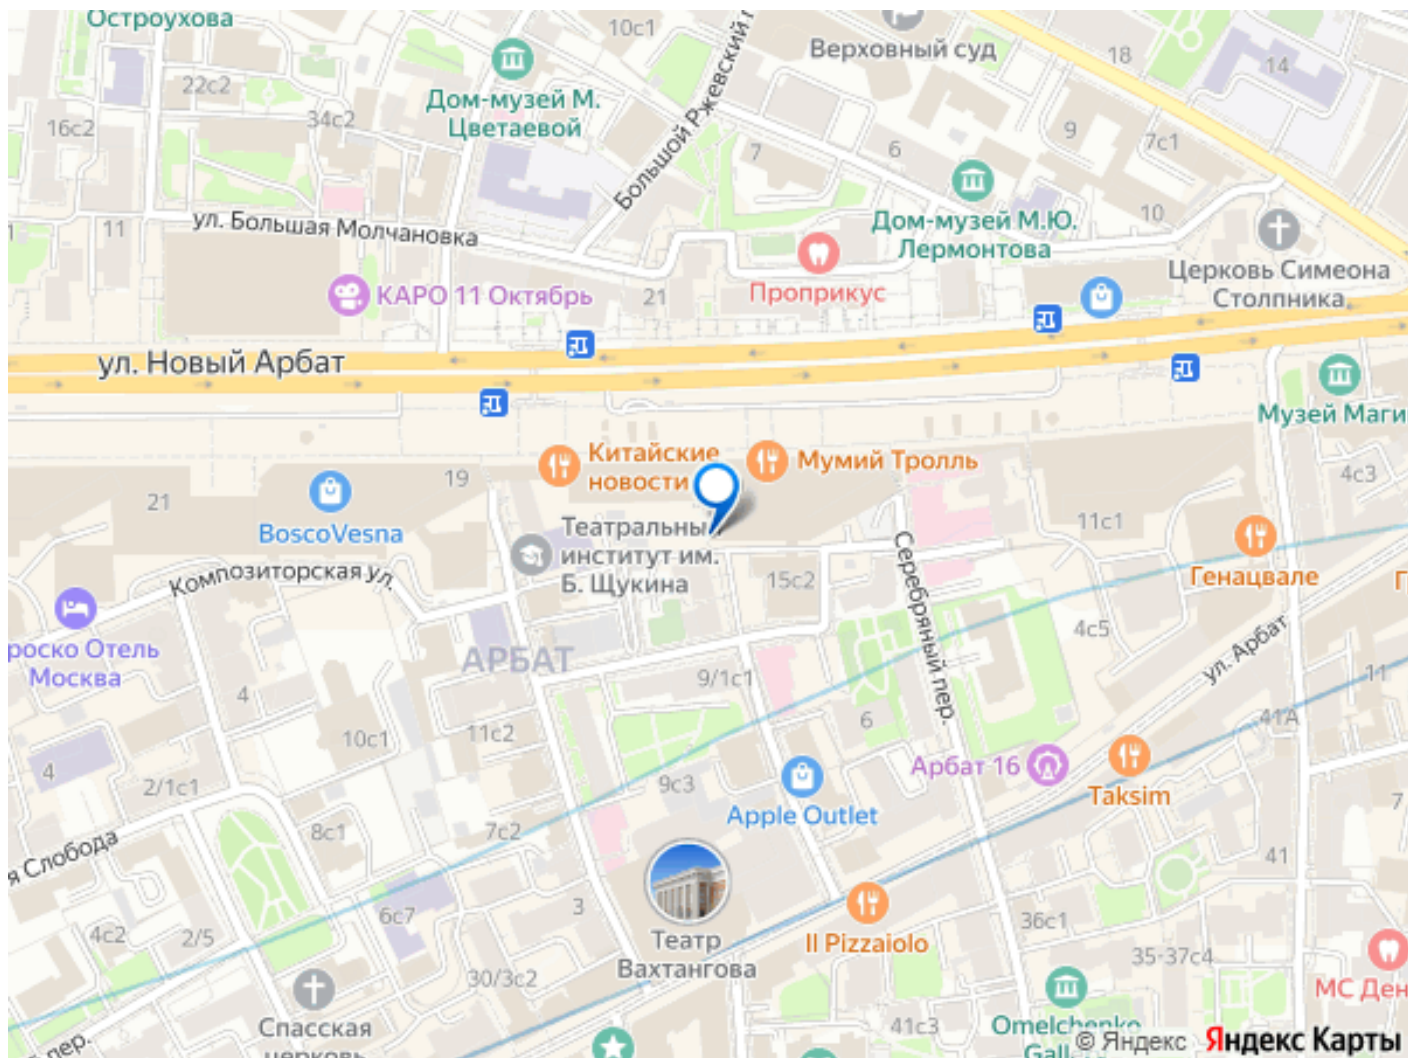 Остроухова
10с1
Верховный суд
18
14
22с2
Дом-музей М.
Цветаевой
34с2
16с2
Большой Ржевский п
7
6
9
7с1
Дом-музей М.Ю.
Лермонтова
10
11
ул. Большая Молчановка
Церковь Симеона
Столпника
КАРО 11 Октябрь
21
Проприкус
ул. Новый Арбат
Музей Маги
Китайские
новости
Мумий Тролль
19
21
4с3
BoscoVesna
Театральный
институт им.
Б. Щукина
11с1
Композиторская ул.
15с2
Серебряный пер.
Генацвале
Г
роско Отель
Москва
АРБАТ
4с5
ул. Арбат
4
9/1с1
11
10с1
11с2
6
41А
4
2/1с1
9с3
Арбат 16
Taksim
Apple Outlet
7
8с1
7с2
я Слобода
41
3
6с7
36с1
4с2
2/5
Театр
Вахтангова
Il Pizzaiolo
35-37с4
30/3с2
МС Ден
Спасская
церковь
41с3
Omelchenko
Gall
пер.
© Яндекс Яндекс Карты